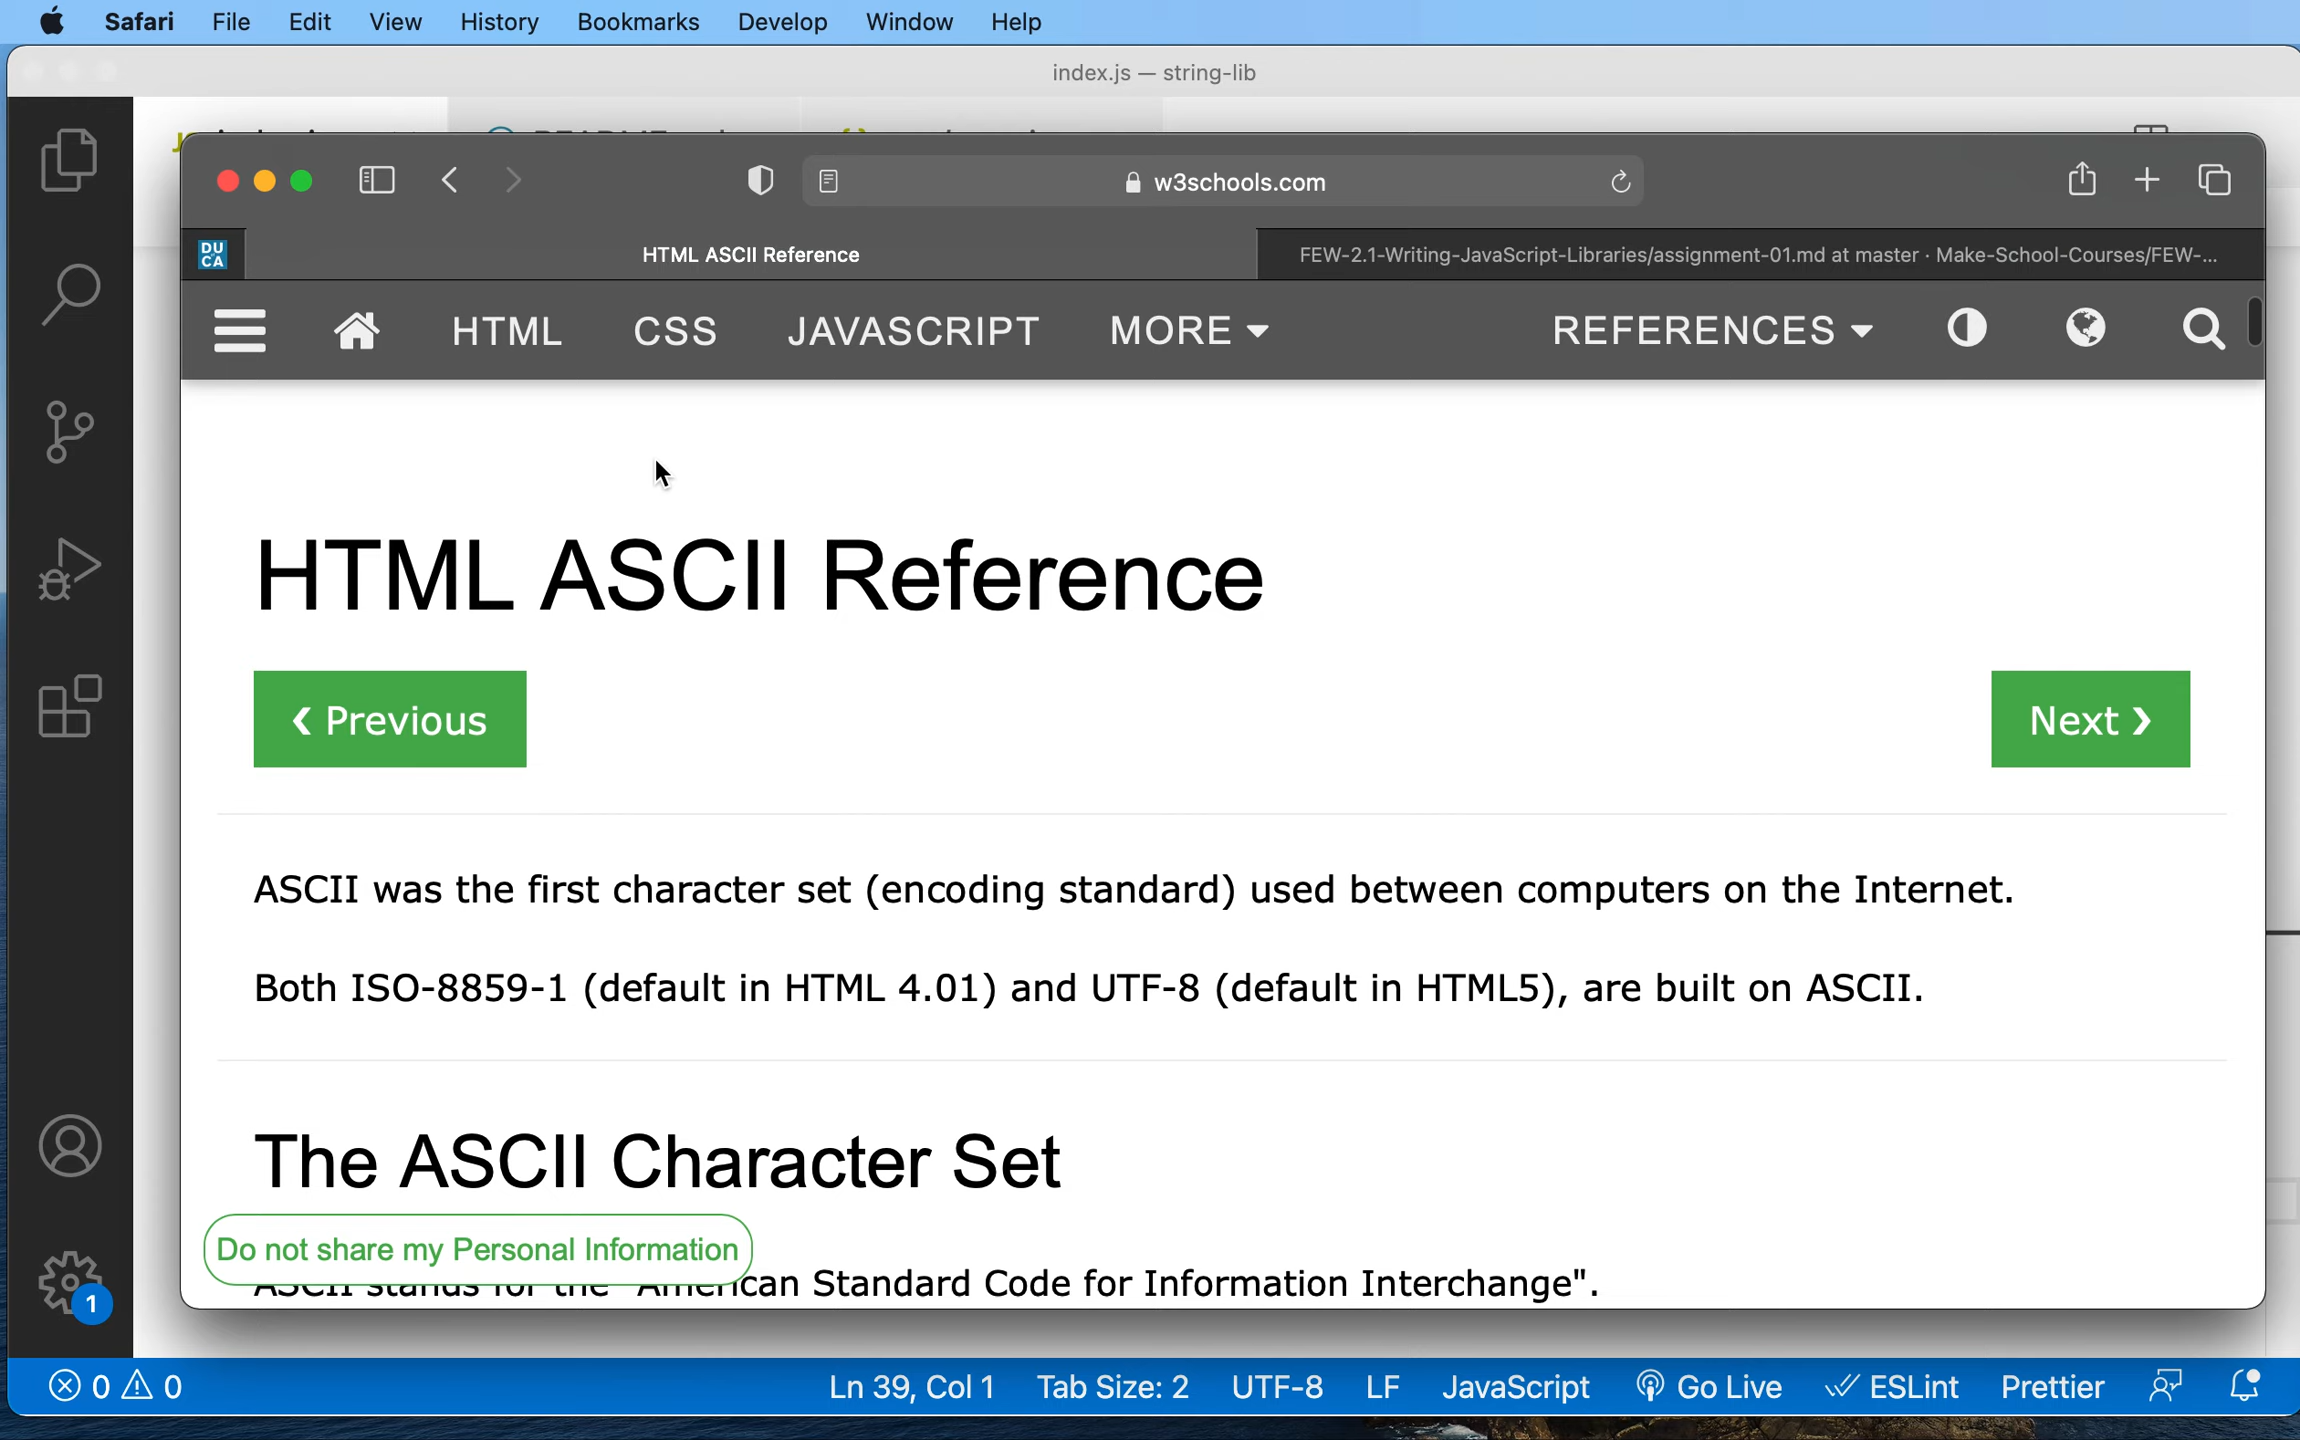 Safari File Edit View History Bookmarks Develop Window Help
index.js — string-lib
w3schools.com
DU
CA
HTML ASCII Reference
FEW-2.1-Writing-JavaScript-Libraries/assignment-01.md at master · Make-School-Courses/FEW-...
HTML CSS JAVASCRIPT MORE REFERENCES
HTML ASCII Reference
❮ Previous
Next ❯
ASCII was the first character set (encoding standard) used between computers on the Internet.
Both ISO-8859-1 (default in HTML 4.01) and UTF-8 (default in HTML5), are built on ASCII.
The ASCII Character Set
Do not share my Personal Information
ASCII stands for the "American Standard Code for Information Interchange".
1
0 0 Ln 39, Col 1 Tab Size: 2 UTF-8 LF JavaScript Go Live ESLint Prettier